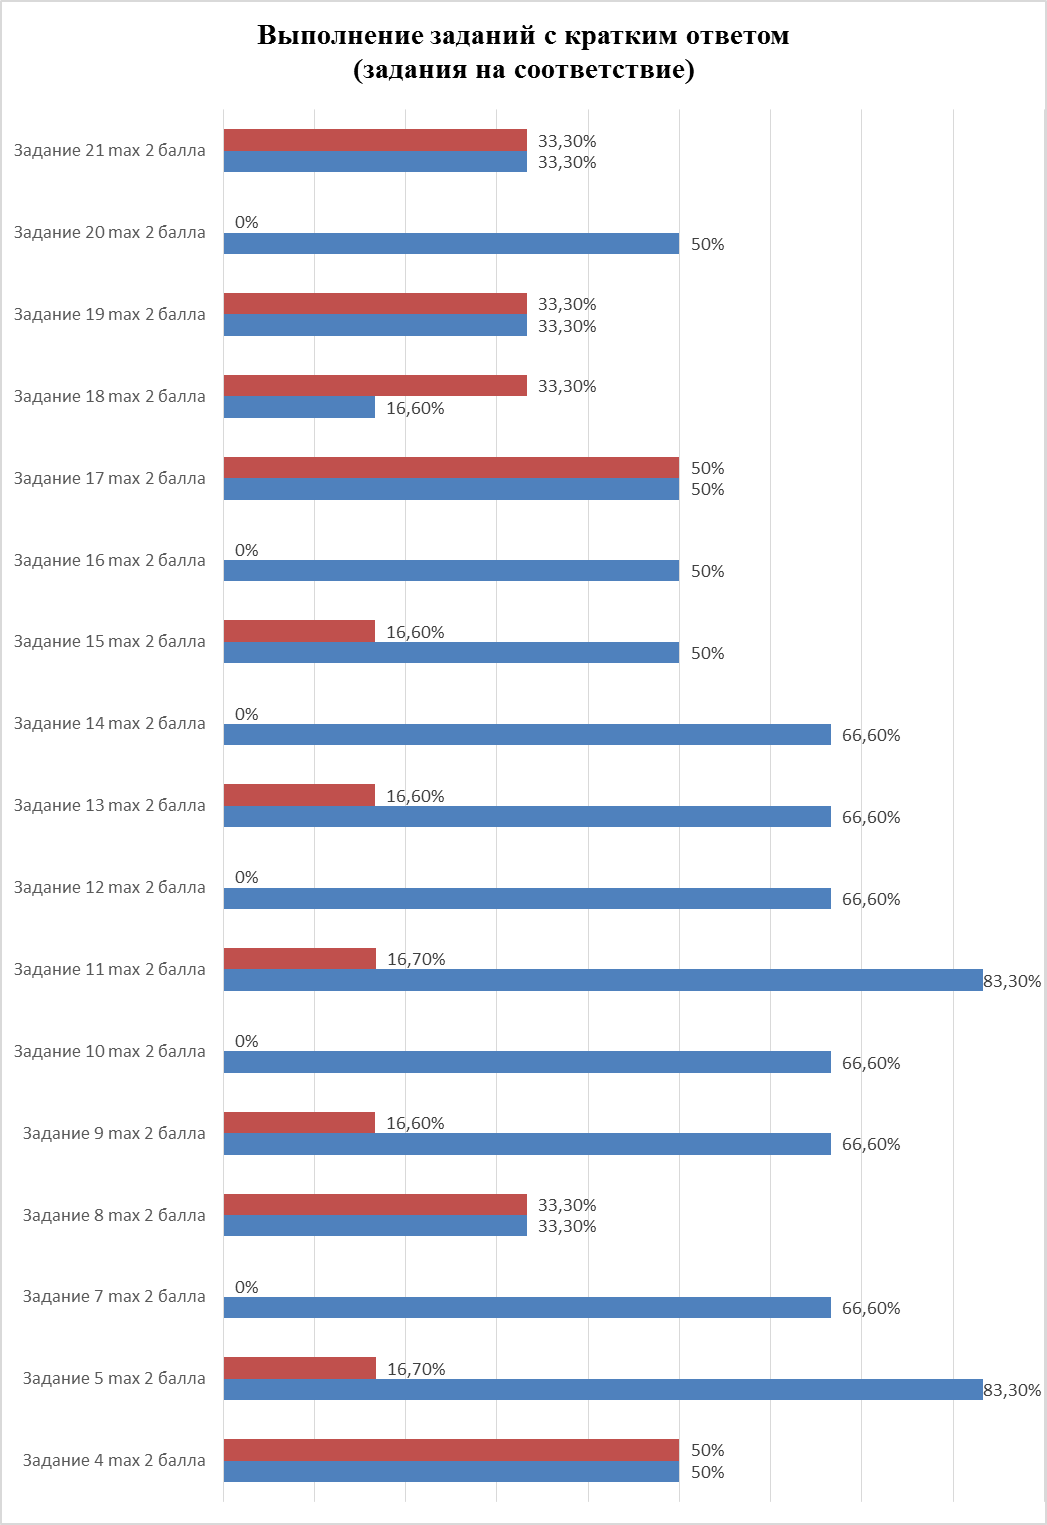 Выполнение заданий с кратким ответом
(задания на соответствие)
Задание 21 max 2 балла
33,30%
33,30%
Задание 20 max 2 балла
0%
50%
Задание 19 max 2 балла
33,30%
33,30%
Задание 18 max 2 балла
33,30%
16,60%
Задание 17 max 2 балла
50%
50%
Задание 16 max 2 балла
0%
50%
Задание 15 max 2 балла
16,60%
50%
Задание 14 max 2 балла
0%
66,60%
Задание 13 max 2 балла
16,60%
66,60%
Задание 12 max 2 балла
0%
66,60%
Задание 11 max 2 балла
16,70%
83,30%
Задание 10 max 2 балла
0%
66,60%
Задание 9 max 2 балла
16,60%
66,60%
Задание 8 max 2 балла
33,30%
33,30%
Задание 7 max 2 балла
0%
66,60%
Задание 5 max 2 балла
16,70%
83,30%
Задание 4 max 2 балла
50%
50%